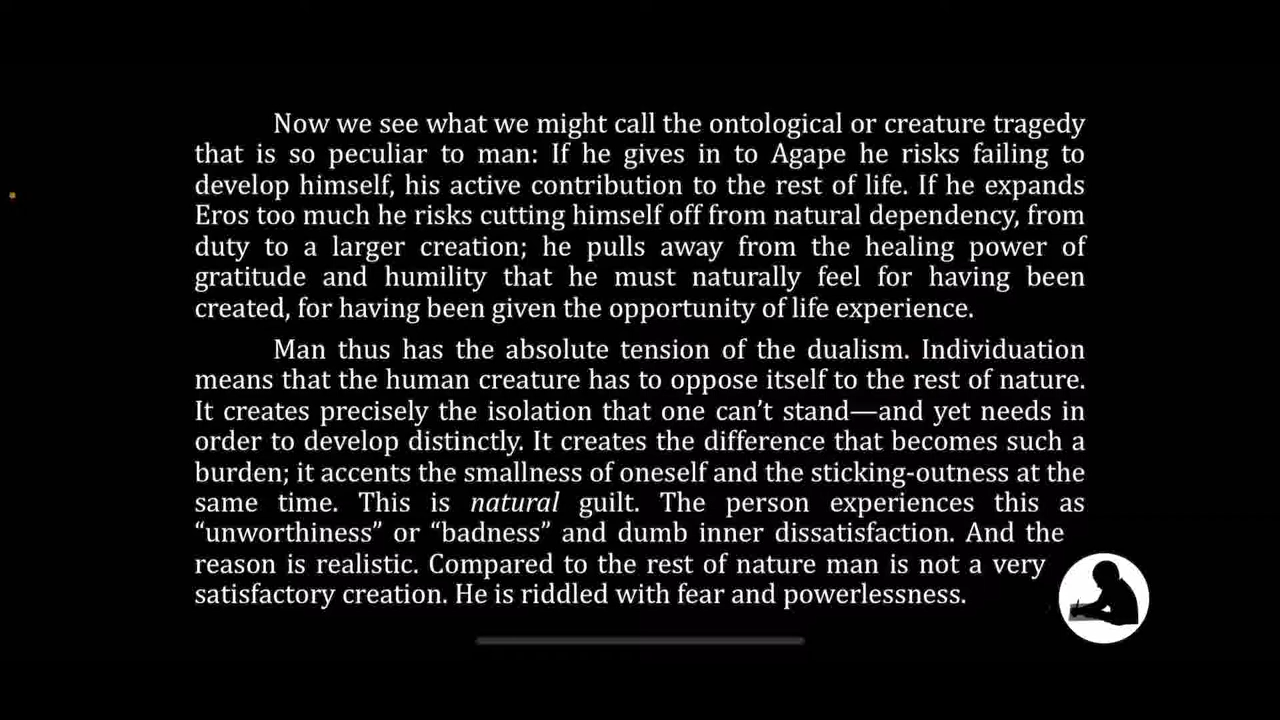 Now we see what we might call the ontological or creature tragedy
that is so peculiar to man: If he gives in to Agape he risks failing to
develop himself, his active contribution to the rest of life. If he expands
Eros too much he risks cutting himself off from natural dependency, from
duty to a larger creation; he pulls away from the healing power of
gratitude and humility that he must naturally feel for having been
created, for having been given the opportunity of life experience.
Man thus has the absolute tension of the dualism. Individuation
means that the human creature has to oppose itself to the rest of nature.
It creates precisely the isolation that one can’t stand—and yet needs in
order to develop distinctly. It creates the difference that becomes such a
burden; it accents the smallness of oneself and the sticking-outness at the
same time. This is natural guilt. The person experiences this as
“unworthiness” or “badness” and dumb inner dissatisfaction. And the
reason is realistic. Compared to the rest of nature man is not a very
satisfactory creation. He is riddled with fear and powerlessness.